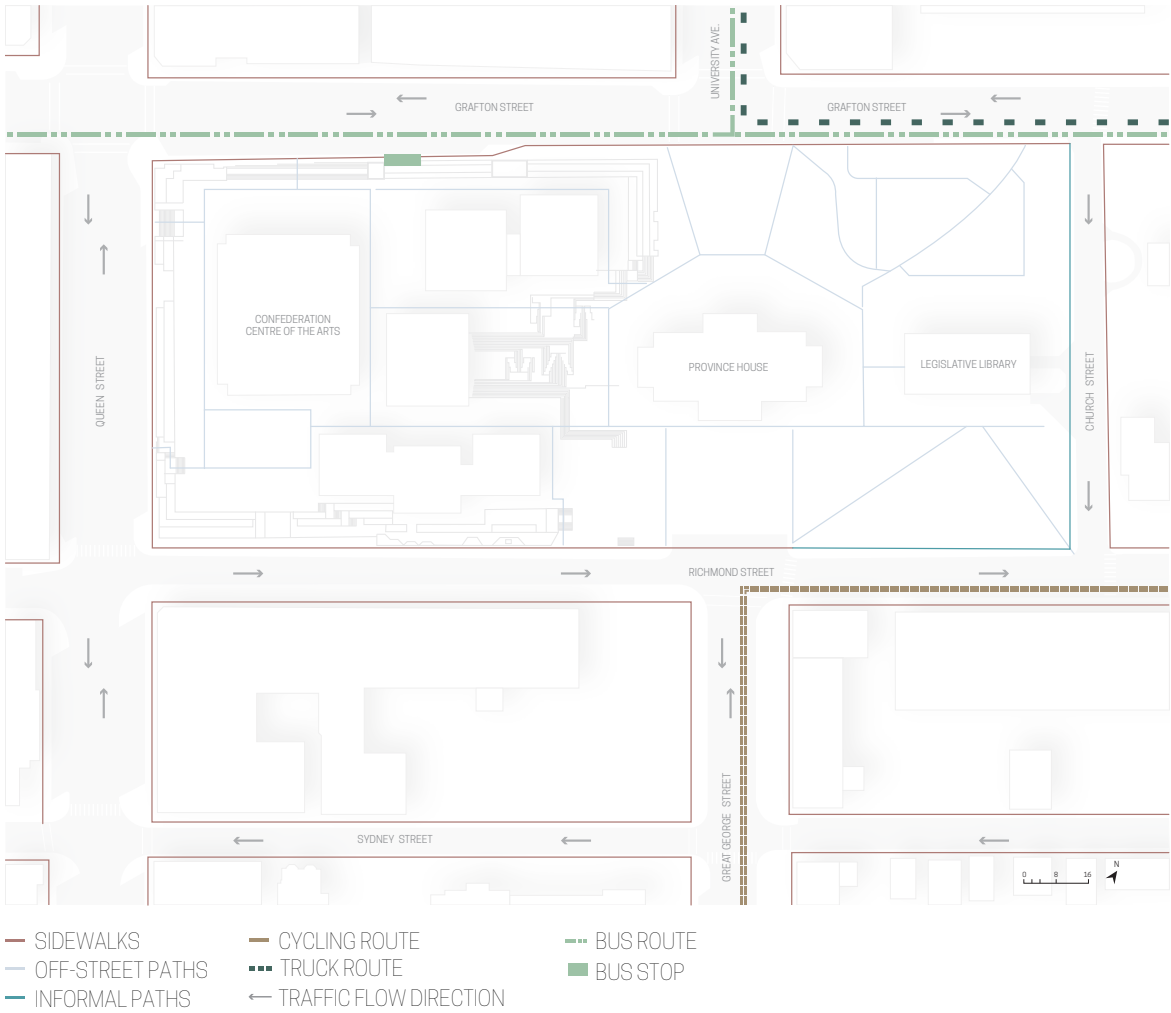 UNIVERSITY AVE.
GRAFTON STREET
GRAFTON STREET
CONFEDERATION
CENTRE OF THE ARTS
PROVINCE HOUSE
LEGISLATIVE LIBRARY
QUEEN STREET
CHURCH STREET
RICHMOND STREET
GREAT GEORGE STREET
SYDNEY STREET
0 8 16
N
SIDEWALKS
OFF-STREET PATHS
INFORMAL PATHS
CYCLING ROUTE
TRUCK ROUTE
TRAFFIC FLOW DIRECTION
BUS ROUTE
BUS STOP